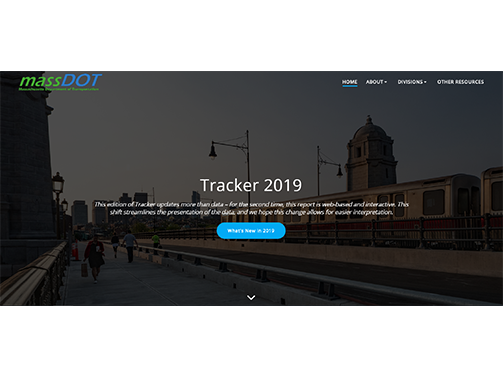 massDOT
Massachusetts Department of Transportation
HOME ABOUT DIVISIONS OTHER RESOURCES
Tracker 2019
This edition of Tracker updates more than data – for the second time, this report is web-based and interactive. This
shift streamlines the presentation of the data, and we hope this change allows for easier interpretation.
What's New in 2019